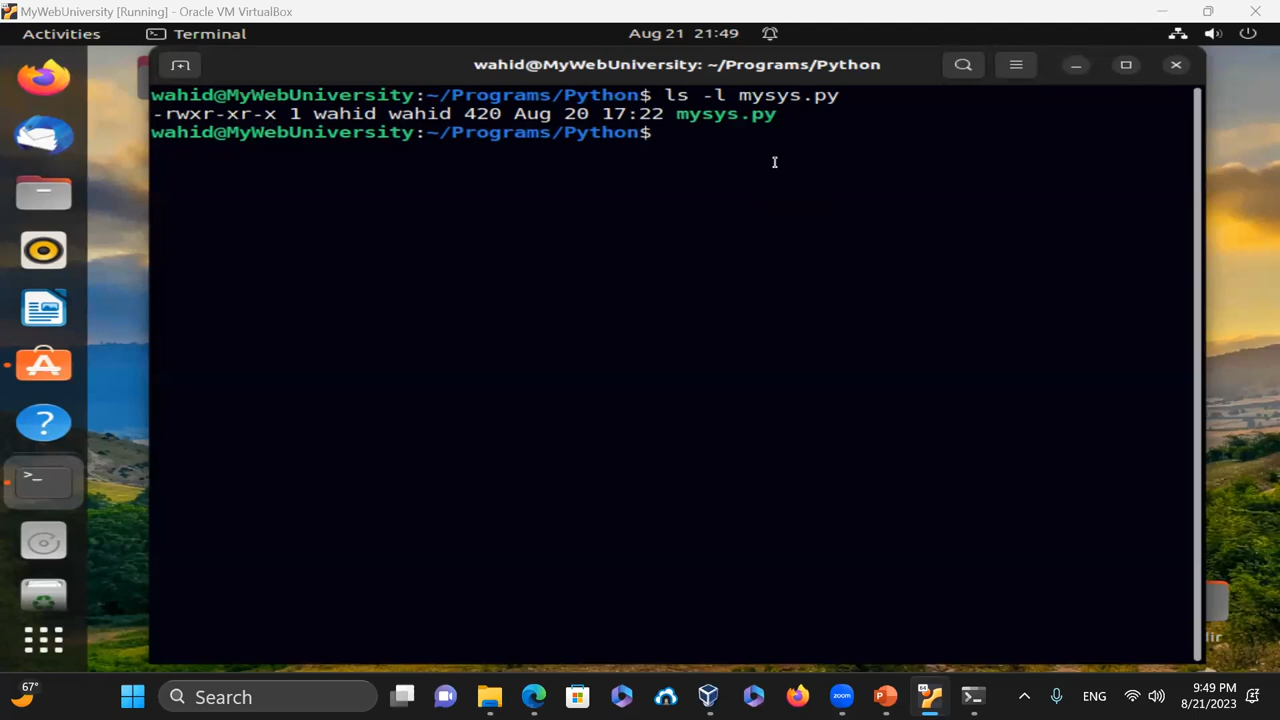 MyWebUniversity [Running] - Oracle VM VirtualBox
Activities Terminal Aug 21 21:49
wahid@MyWebUniversity: ~/Programs/Python
wahid@MyWebUniversity:~/Programs/Python$ ls -l mysys.py
-rwxr-xr-x 1 wahid wahid 420 Aug 20 17:22 mysys.py
wahid@MyWebUniversity:~/Programs/Python$
dir
67°
Search
zoom
ENG
9:49 PM
8/21/2023